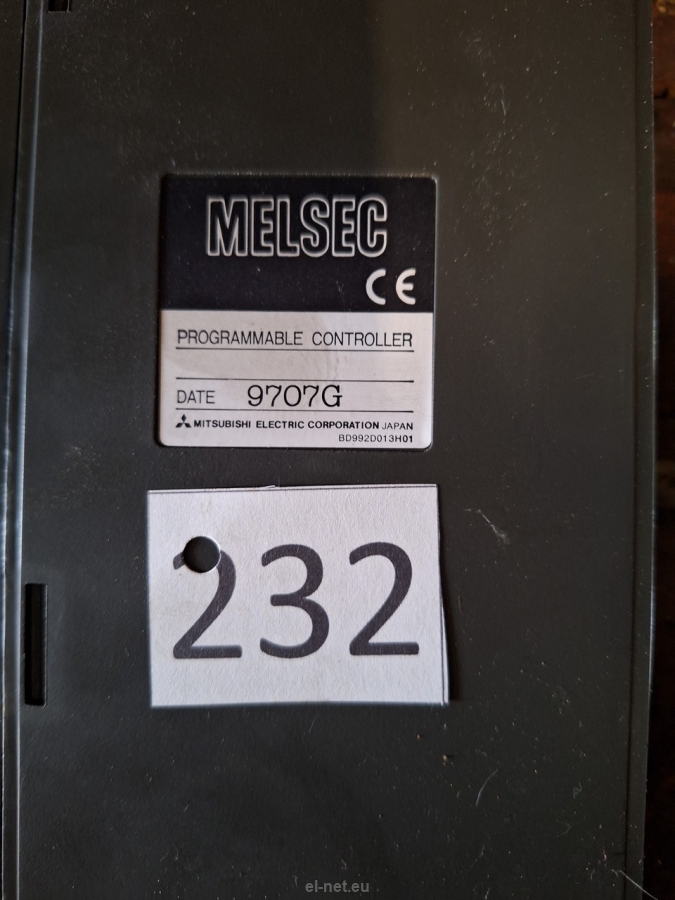 MELSEC
CE
PROGRAMMABLE CONTROLLER
DATE 9707G
MITSUBISHI ELECTRIC CORPORATION JAPAN
BD992D013H01
232
el-net.eu